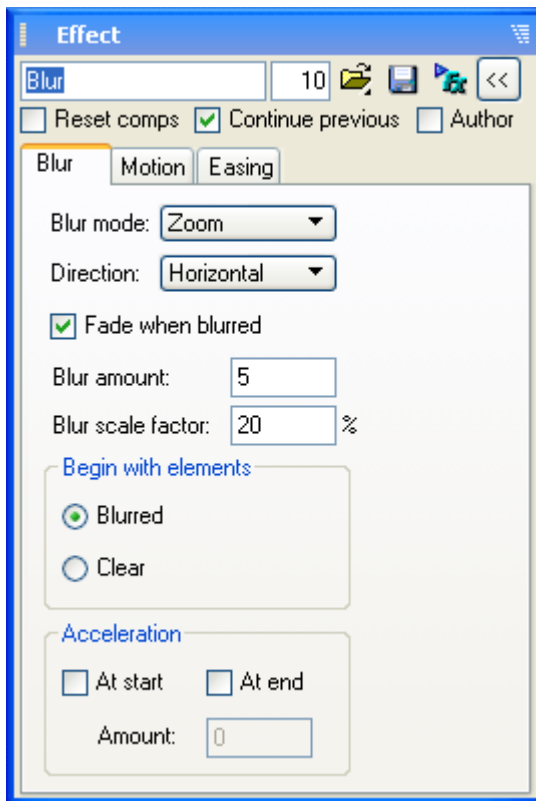 Effect
Blur 10 Fx <<
Reset comps Continue previous Author
Blur Motion Easing
Blur mode: Zoom
Direction: Horizontal
Fade when blurred
Blur amount: 5
Blur scale factor: 20 %
Begin with elements
Blurred
Clear
Acceleration
At start At end
Amount: 0